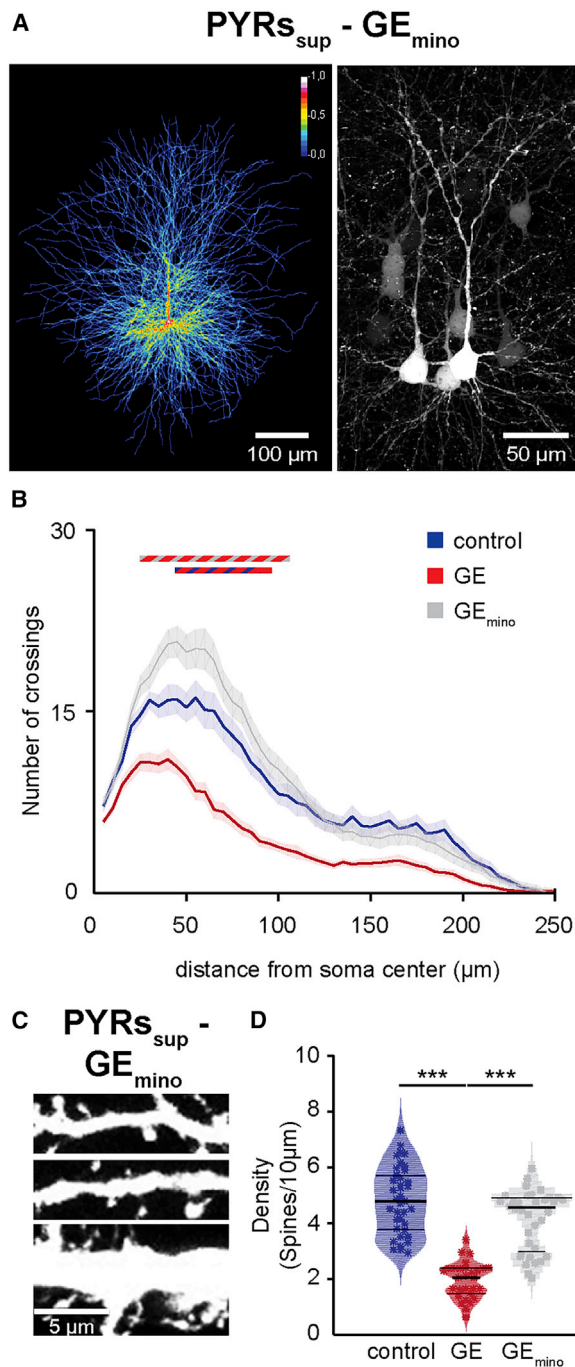 A
PYRs sup - GE mino
1,0
0,5
0,0
100 µm
50 µm
B
30
15
0
Number of crossings
control
GE
GE mino
0 50 100 150 200 250
distance from soma center (µm)
C
PYRs sup -
GE mino
5 µm
D
*** ***
10
8
6
4
2
0
Density
(Spines/10µm)
control GE GE mino